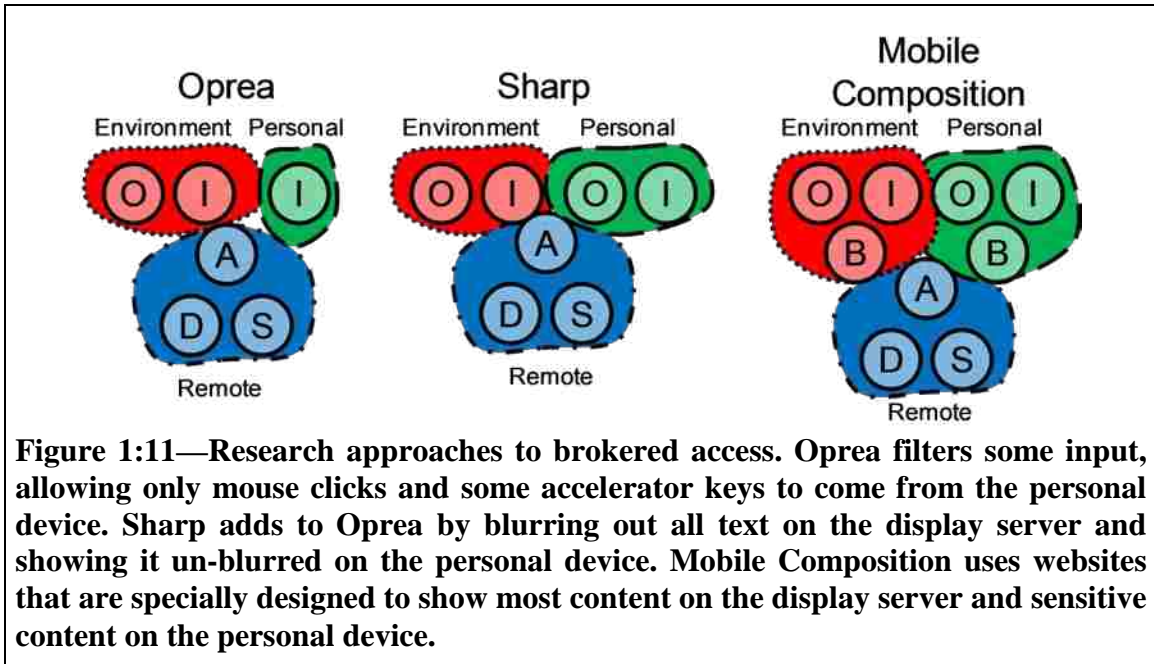 Oprea
Sharp
Mobile
Composition
Environment Personal
Environment Personal
Environment Personal
O I I
O I O I
O I O I
B B
A
A
A
D S
D S
D S
Remote
Remote
Remote
Figure 1:11—Research approaches to brokered access. Oprea filters some input,
allowing only mouse clicks and some accelerator keys to come from the personal
device. Sharp adds to Oprea by blurring out all text on the display server and
showing it un-blurred on the personal device. Mobile Composition uses websites
that are specially designed to show most content on the display server and sensitive
content on the personal device.